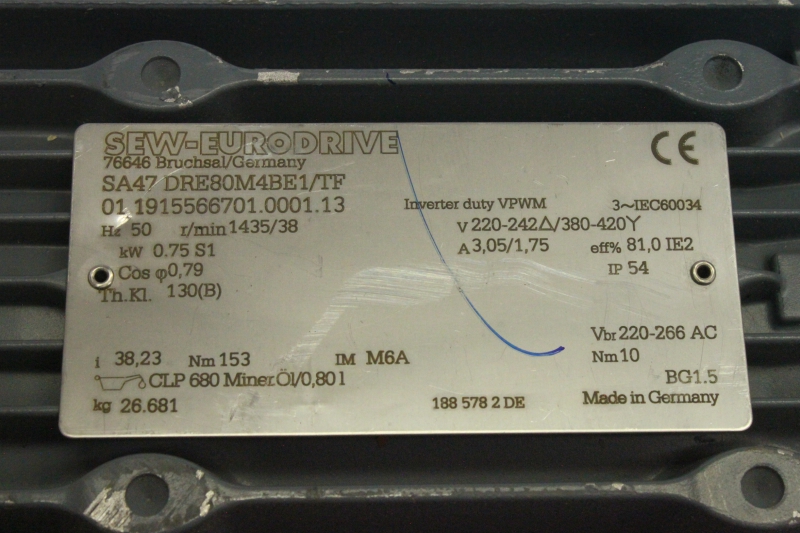 SEW-EURODRIVE
76646 Bruchsal/Germany
CE
SA47 DRE80M4BE1/TF
01.1915566701.0001.13 Inverter duty VPWM 3~IEC60034
Hz 50 r/min 1435/38 V 220-242△/380-420Y
kW 0.75 S1 A 3,05/1,75 eff% 81,0 IE2
Cos φ0,79 IP 54
Th.Kl. 130(B)
Vbr 220-266 AC
i 38,23 Nm 153 IM M6A Nm 10
CLP 680 Miner.Öl/0,80 l BG1.5
kg 26.681 188 578 2 DE Made in Germany